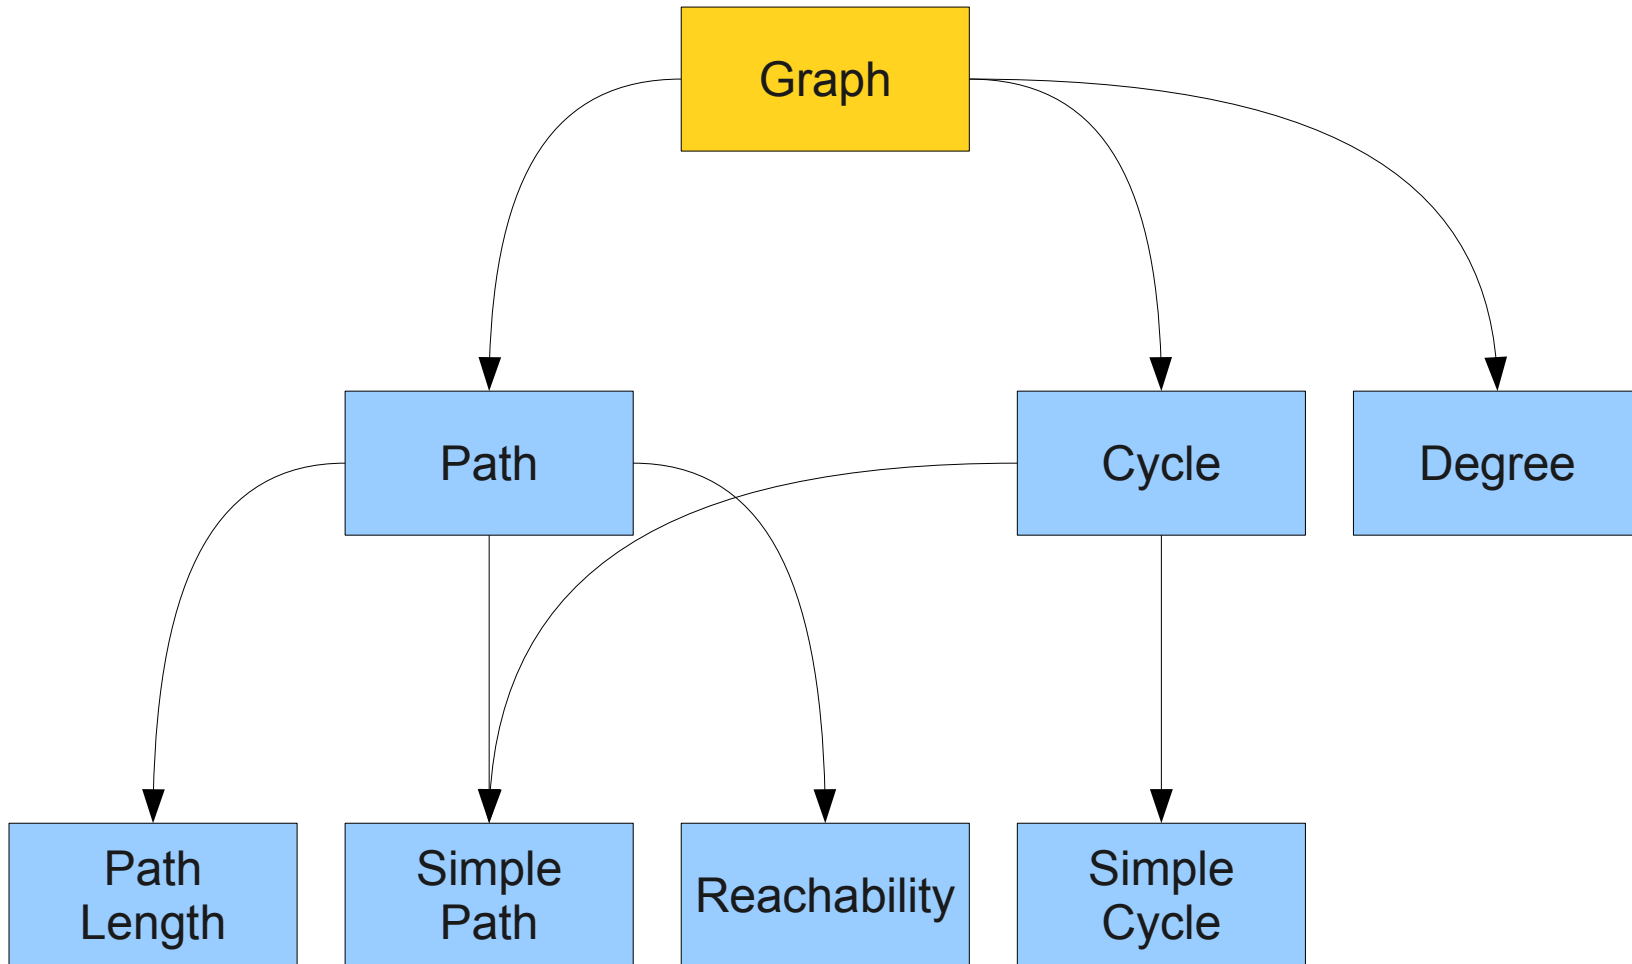 Graph
Path
Cycle
Degree
Path
Length
Simple
Path
Reachability
Simple
Cycle